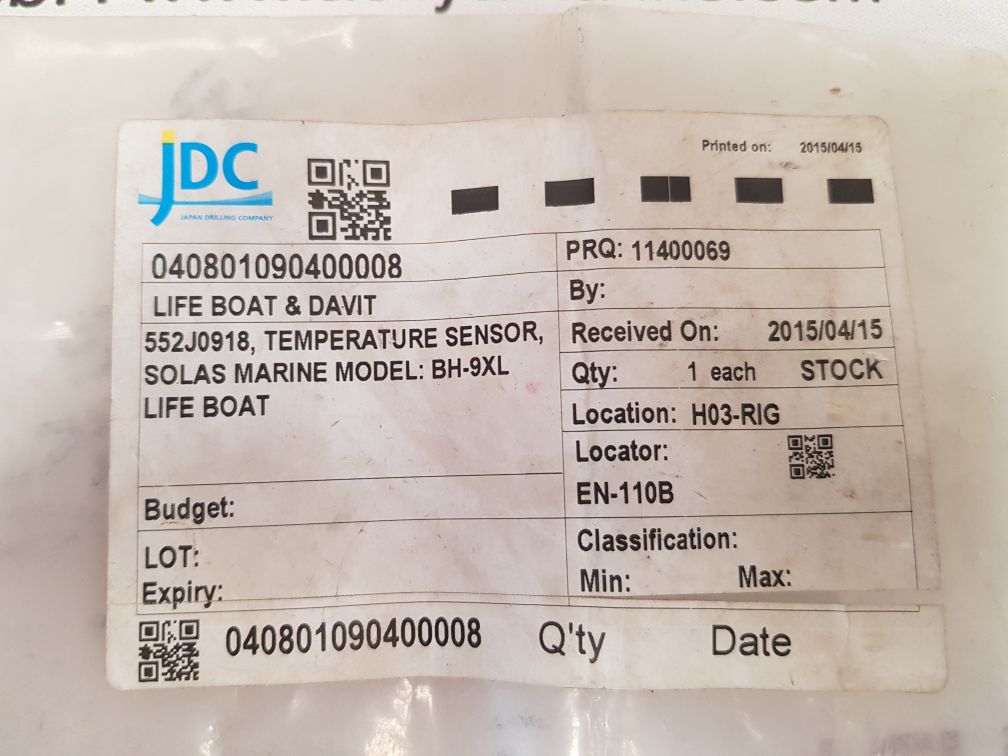 JDC
JAPAN DRILLING COMPANY
Printed on: 2015/04/15
040801090400008
LIFE BOAT & DAVIT
552J0918, TEMPERATURE SENSOR,
SOLAS MARINE MODEL: BH-9XL
LIFE BOAT
Budget:
LOT:
Expiry:
PRQ: 11400069
By:
Received On: 2015/04/15
Qty: 1 each STOCK
Location: H03-RIG
Locator:
EN-110B
Classification:
Min: Max:
040801090400008 Q'ty Date